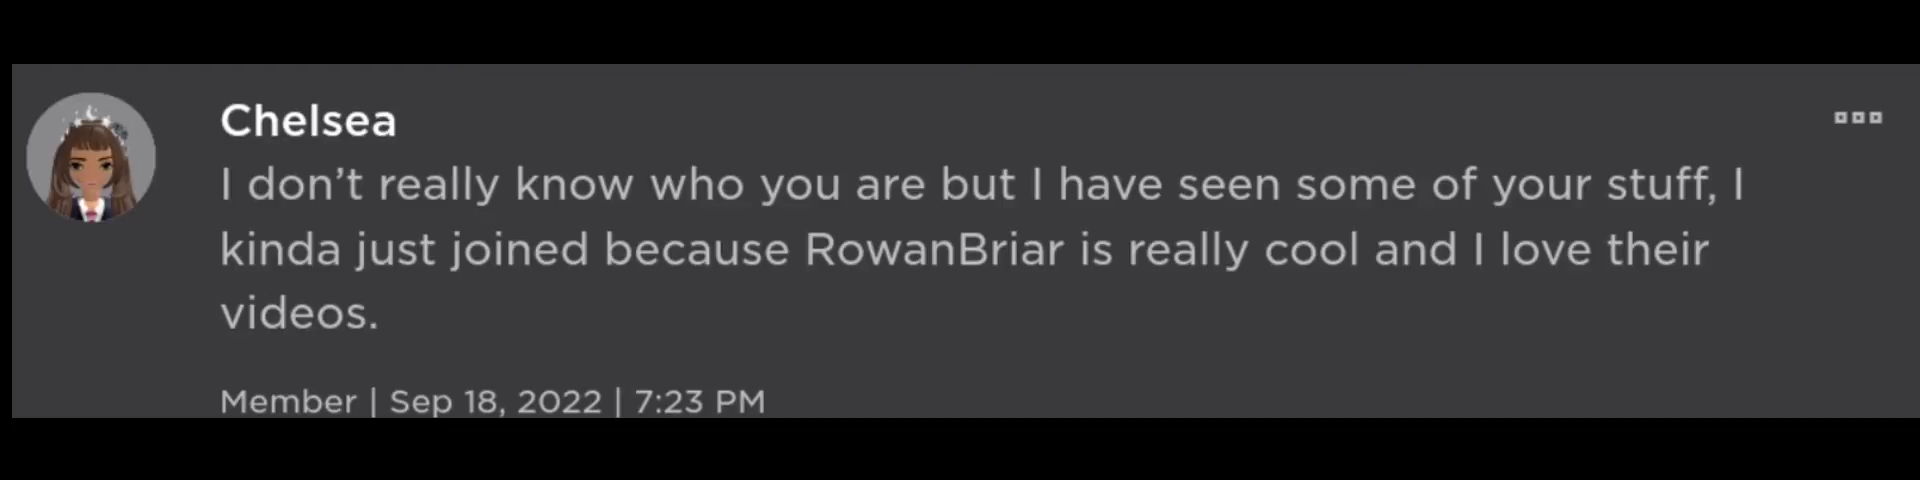 Chelsea
I don’t really know who you are but I have seen some of your stuff, I
kinda just joined because RowanBriar is really cool and I love their
videos.
Member | Sep 18, 2022 | 7:23 PM